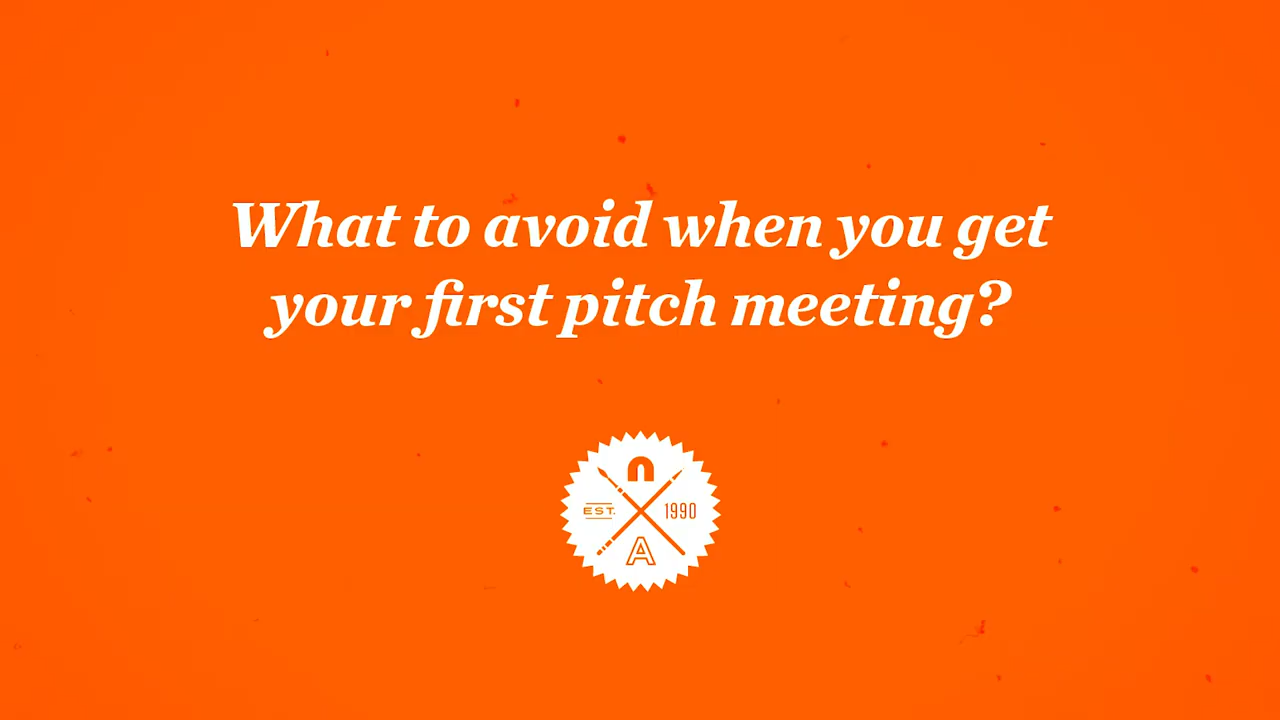 What to avoid when you get
your first pitch meeting?
n
EST. 1990
A